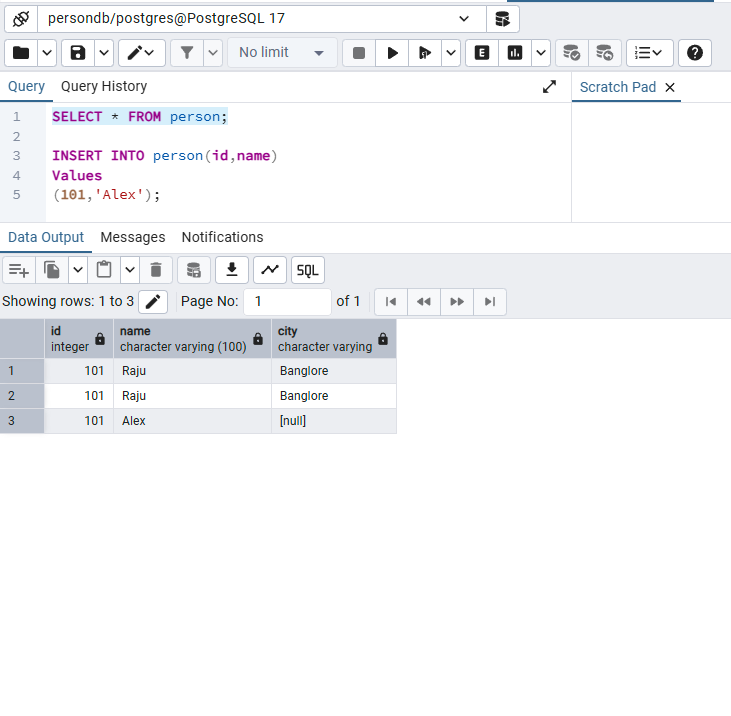 persondb/postgres@PostgreSQL 17
No limit
E
Query Query History
Scratch Pad
1 SELECT * FROM person;
2
3 INSERT INTO person(id,name)
4 Values
5 (101,'Alex');
Data Output Messages Notifications
SQL
Showing rows: 1 to 3 Page No: 1 of 1
id name city
integer character varying (100) character varying
1 101 Raju Banglore
2 101 Raju Banglore
3 101 Alex [null]